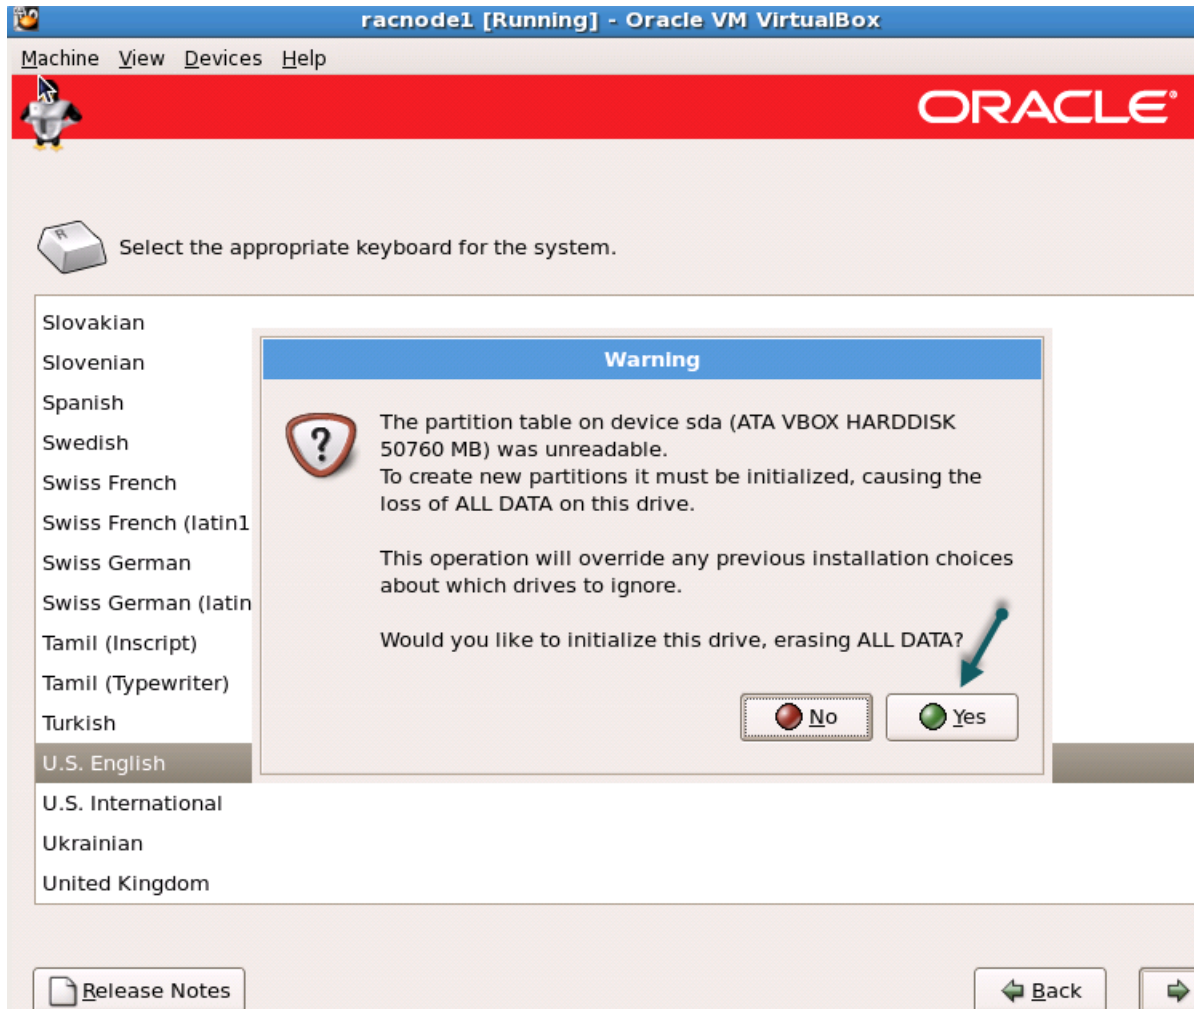 racnode1 [Running] - Oracle VM VirtualBox
Machine View Devices Help
ORACLE
Select the appropriate keyboard for the system.
Slovakian
Slovenian
Spanish
Swedish
Swiss French
Swiss French (latin1
Swiss German
Swiss German (latin
Tamil (Inscript)
Tamil (Typewriter)
Turkish
U.S. English
U.S. International
Ukrainian
United Kingdom
Warning
The partition table on device sda (ATA VBOX HARDDISK
50760 MB) was unreadable.
To create new partitions it must be initialized, causing the
loss of ALL DATA on this drive.
This operation will override any previous installation choices
about which drives to ignore.
Would you like to initialize this drive, erasing ALL DATA?
No Yes
Release Notes Back